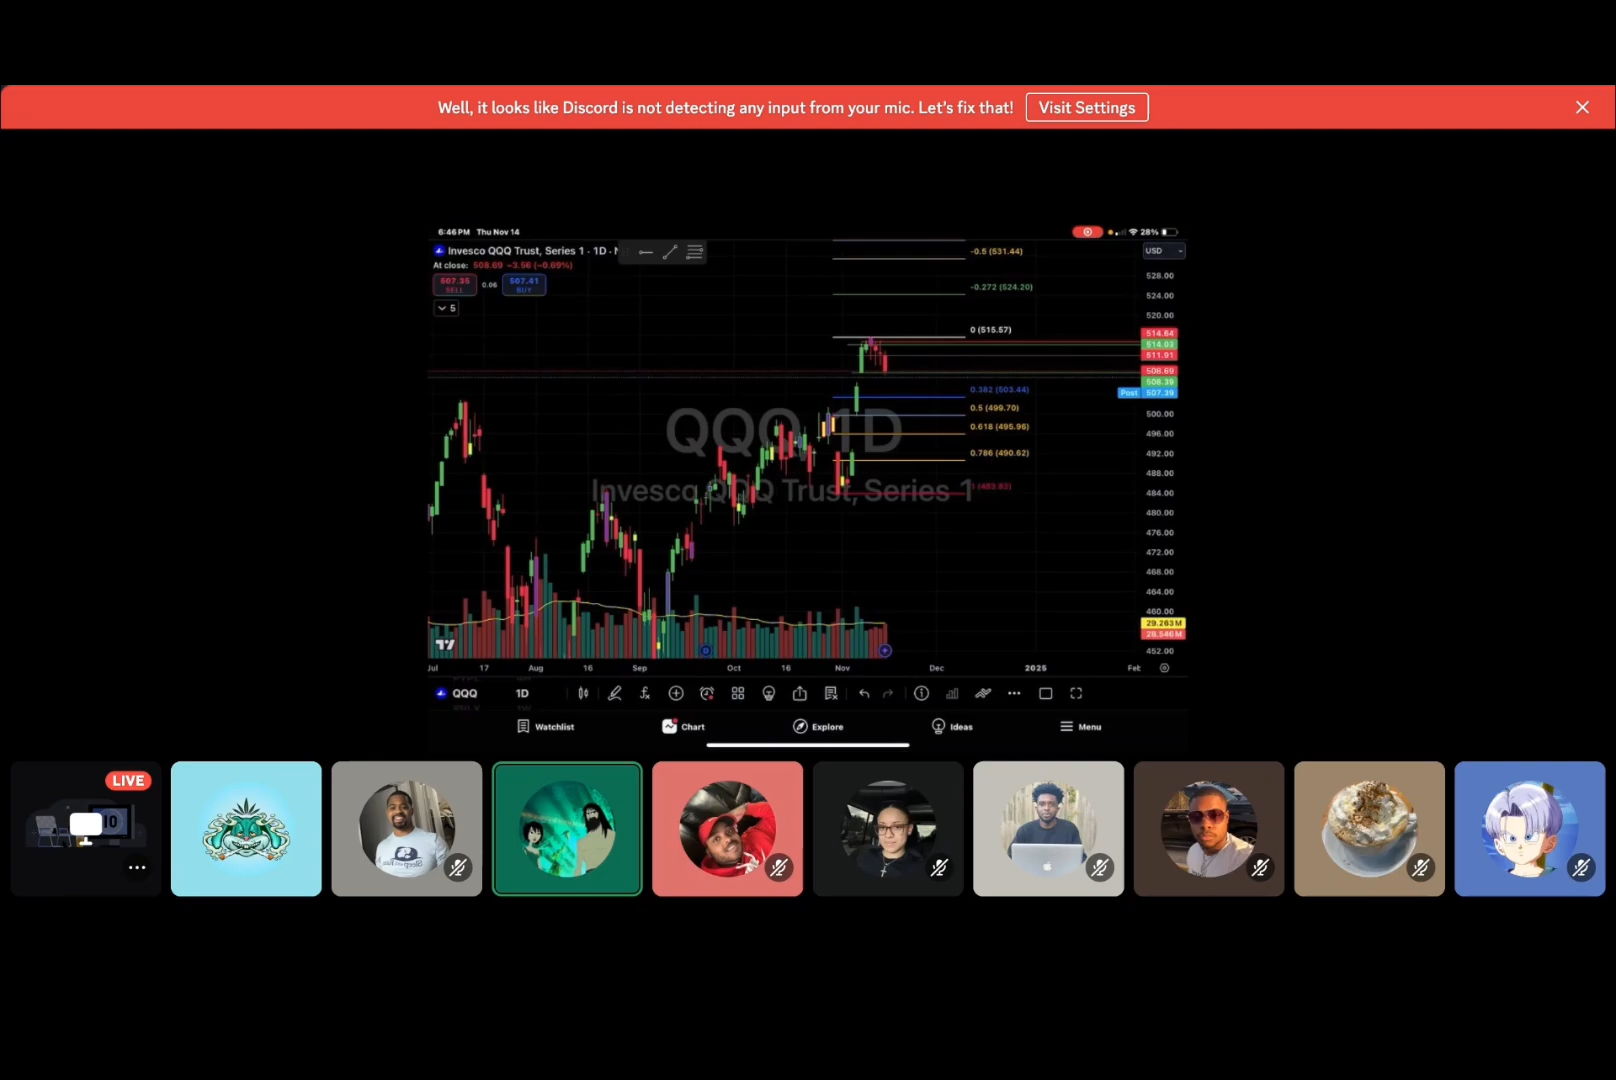 Well, it looks like Discord is not detecting any input from your mic. Let's fix that!
Visit Settings
6:46 PM Thu Nov 14
28%
Invesco QQQ Trust, Series 1 · 1D ·
At close: 508.69 −3.56 (−0.69%)
507.35
SELL
0.06
507.41
BUY
5
USD
-0.5 (531.44)
-0.272 (524.20)
0 (515.57)
0.382 (503.44)
0.5 (499.70)
0.618 (495.96)
0.786 (490.62)
1 (483.83)
528.00
524.00
520.00
514.64
514.03
511.91
508.69
508.39
Post 507.39
500.00
496.00
492.00
488.00
484.00
480.00
476.00
472.00
468.00
464.00
460.00
29.263M
28.546M
452.00
QQQ, 1D
Invesco QQQ Trust, Series 1
Jul 17 Aug 16 Sep Oct 16 Nov Dec 2025 Feb
QQQ 1D
Watchlist Chart Explore Ideas Menu
LIVE